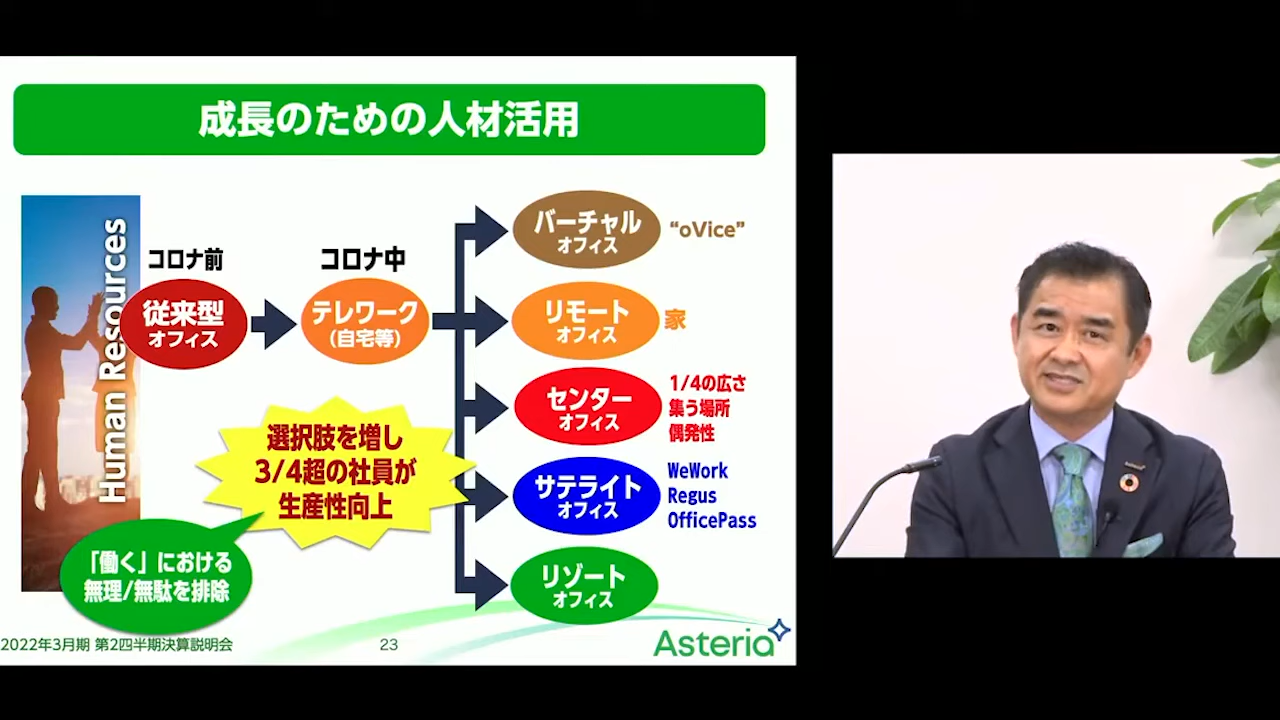 成長のための人材活用
Human Resources
コロナ前
従来型
オフィス
コロナ中
テレワーク
(自宅等)
バーチャル
オフィス
“oVice”
リモート
オフィス
家
センター
オフィス
1/4の広さ
集う場所
偶発性
サテライト
オフィス
WeWork
Regus
OfficePass
リゾート
オフィス
選択肢を増し
3/4超の社員が
生産性向上
「働く」における
無理/無駄を排除
2022年3月期 第2四半期決算説明会
23
Asteria